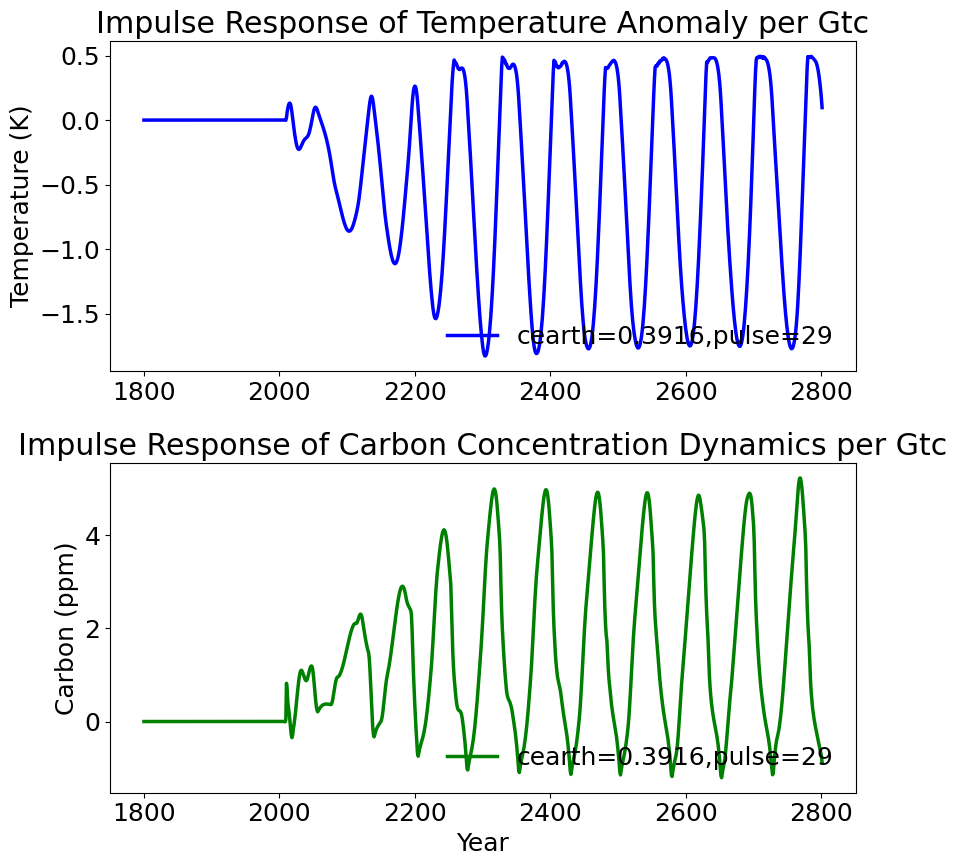 Impulse Response of Temperature Anomaly per Gtc
0.5
0.0
−0.5
−1.0
−1.5
Temperature (K)
cearth=0.3916,pulse=29
1800
2000
2200
2400
2600
2800
Impulse Response of Carbon Concentration Dynamics per Gtc
4
2
0
Carbon (ppm)
cearth=0.3916,pulse=29
1800
2000
2200
2400
2600
2800
Year